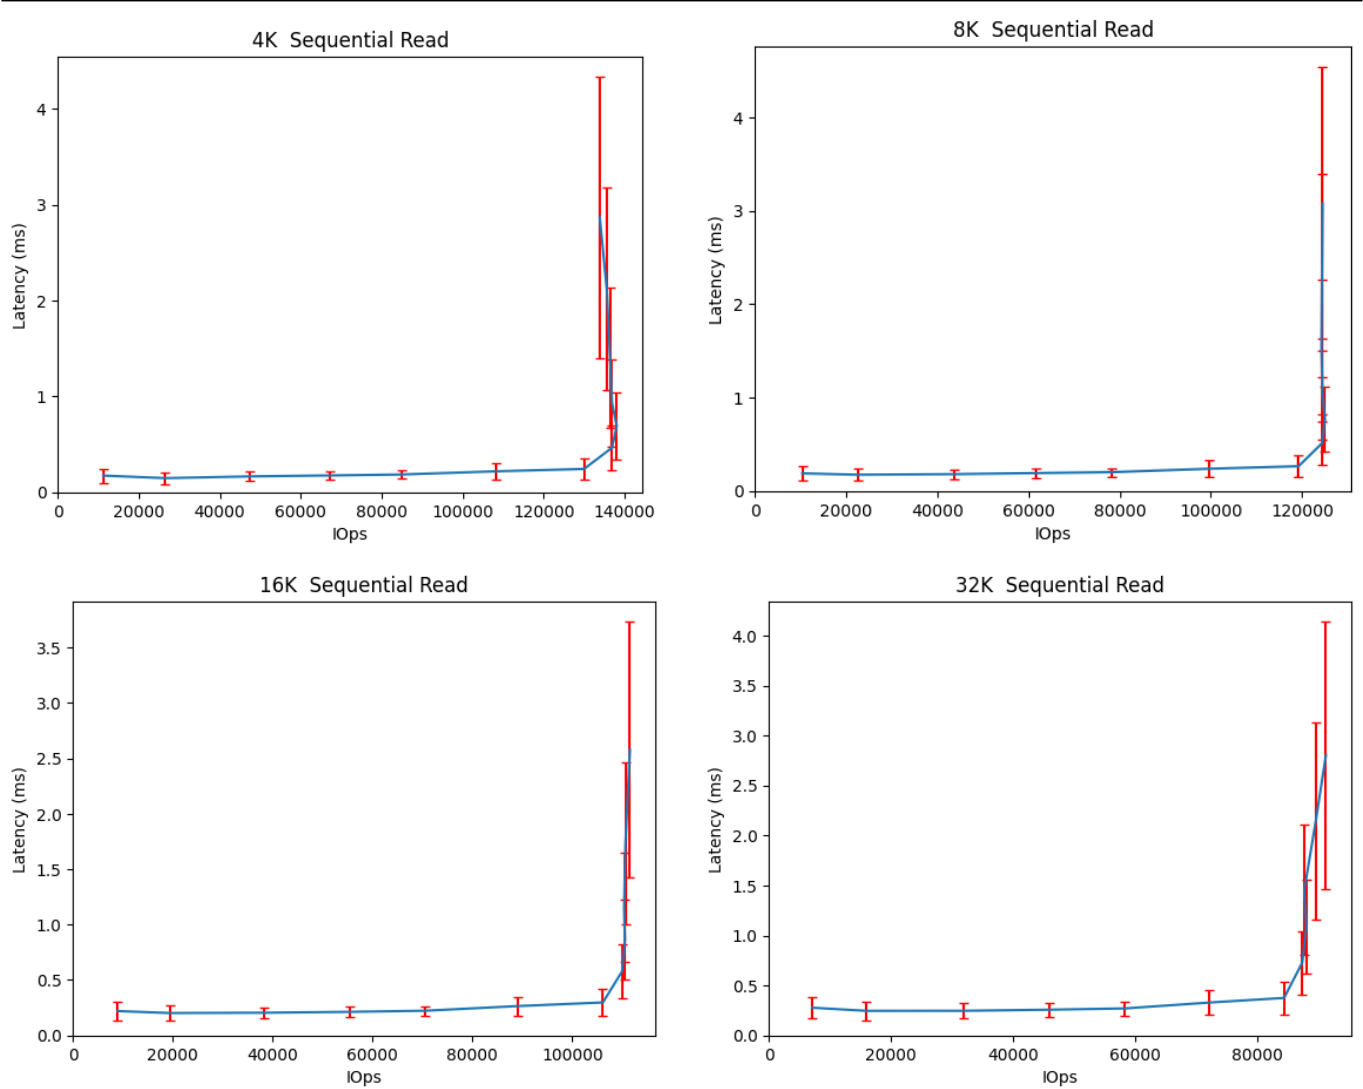 4K  Sequential Read
4
3
2
1
0
Latency (ms)
0 20000 40000 60000 80000 100000 120000 140000
IOps
8K  Sequential Read
4
3
2
1
0
Latency (ms)
0 20000 40000 60000 80000 100000 120000
IOps
16K  Sequential Read
3.5
3.0
2.5
2.0
1.5
1.0
0.5
0.0
Latency (ms)
0 20000 40000 60000 80000 100000
IOps
32K  Sequential Read
4.0
3.5
3.0
2.5
2.0
1.5
1.0
0.5
0.0
Latency (ms)
0 20000 40000 60000 80000
IOps